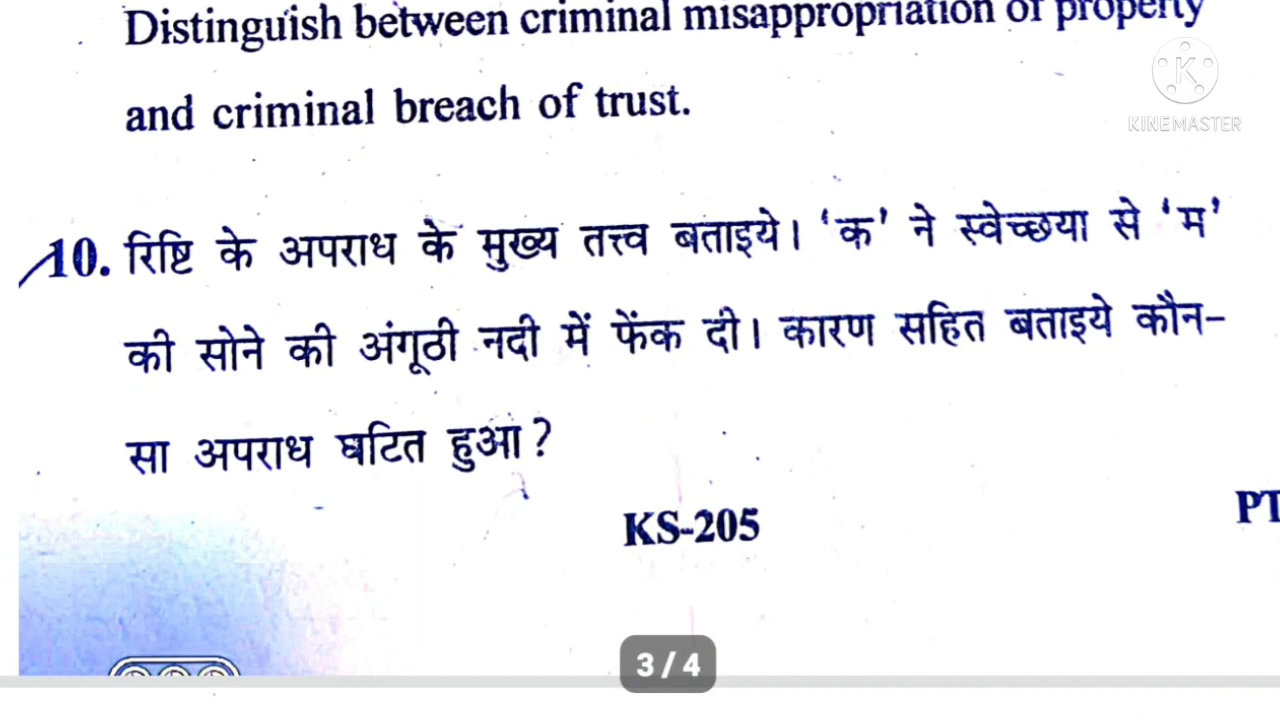 Distinguish between criminal misappropriation of property
and criminal breach of trust.
KINEMASTER
10. रिष्टि के अपराध के मुख्य तत्त्व बताइये। ‘क’ ने स्वेच्छया से ‘म’
की सोने की अंगूठी नदी में फेंक दी। कारण सहित बताइये कौन-
सा अपराध घटित हुआ?
KS-205
PT
3/4